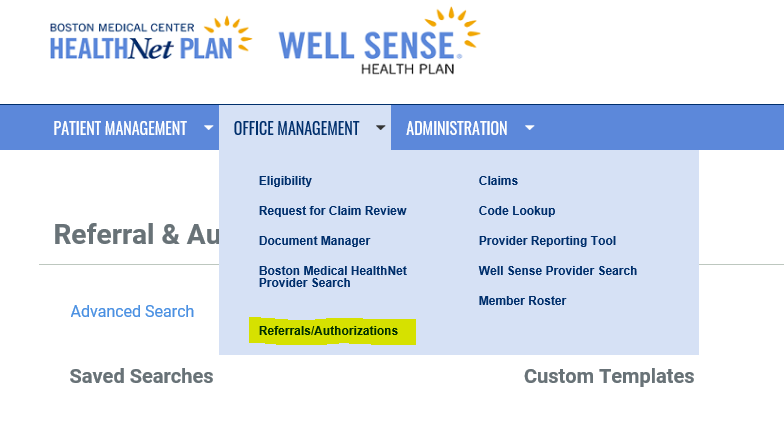 BOSTON MEDICAL CENTER
HEALTHNet PLAN
WELL SENSE®
HEALTH PLAN
PATIENT MANAGEMENT
OFFICE MANAGEMENT
ADMINISTRATION
Eligibility
Request for Claim Review
Document Manager
Boston Medical HealthNet
Provider Search
Referrals/Authorizations
Claims
Code Lookup
Provider Reporting Tool
Well Sense Provider Search
Member Roster
Referral & Au
Advanced Search
Saved Searches
Custom Templates